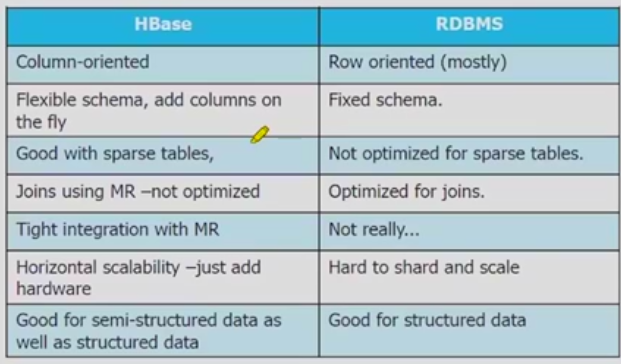 HBase RDBMS
Column-oriented Row oriented (mostly)
Flexible schema, add columns on Fixed schema.
the fly
Good with sparse tables, Not optimized for sparse tables.
Joins using MR –not optimized Optimized for joins.
Tight integration with MR Not really...
Horizontal scalability –just add Hard to shard and scale
hardware
Good for semi-structured data as Good for structured data
well as structured data